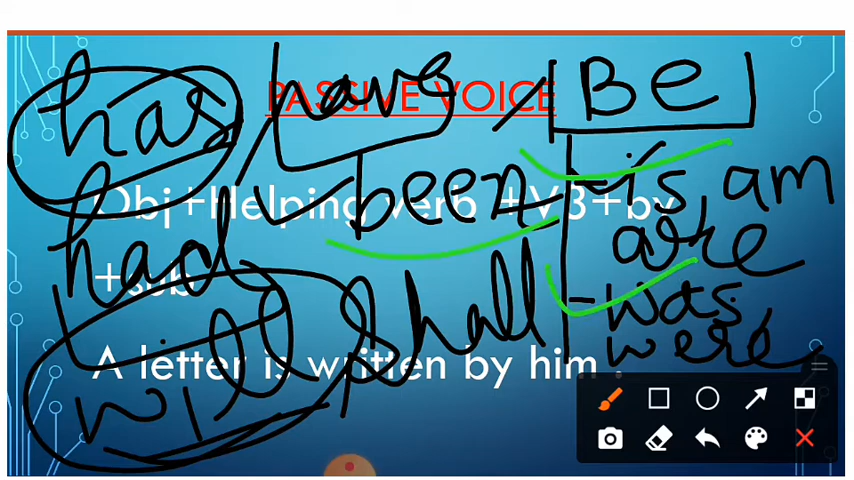 PASSIVE VOICE
Obj+Helping verb +V3+by
+sub
A letter is written by him .
has / have / Be
been
is am
are
had
was
were
will shall